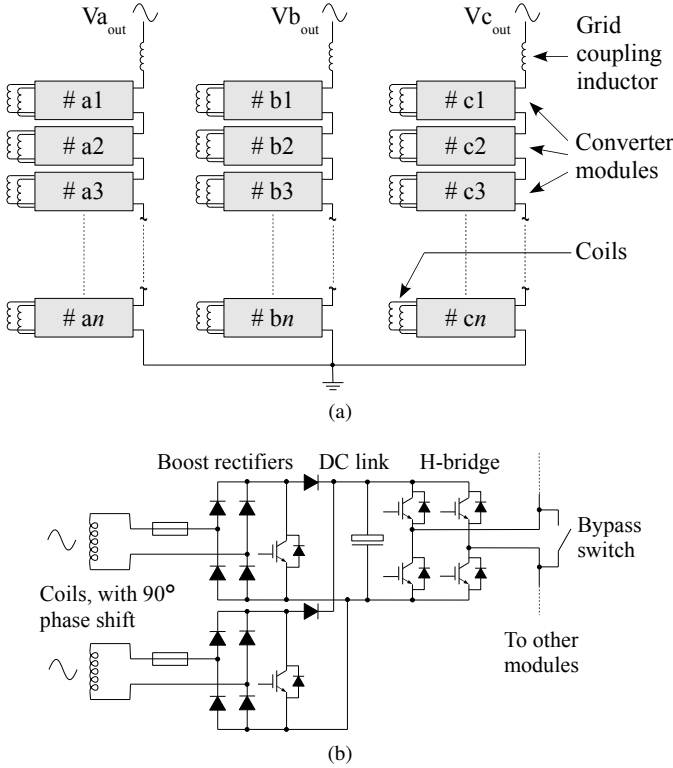 Va out Vb out Vc out
Grid coupling inductor
# a1 # b1 # c1
# a2 # b2 # c2
Converter modules
# a3 # b3 # c3
Coils
# an # bn # cn
(a)
Boost rectifiers DC link H-bridge
Bypass switch
Coils, with 90° phase shift
To other modules
(b)